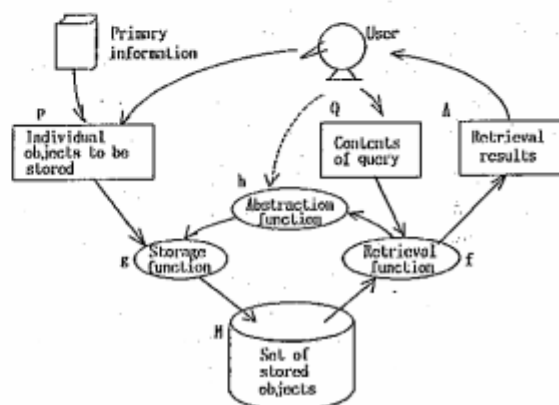 Primary
information
User
P
Q
A
Individual
objects to be
stored
Contents
of query
Retrieval
results
h
Abstraction
function
g
Storage
function
Retrieval
function
f
M
Set of
stored
objects